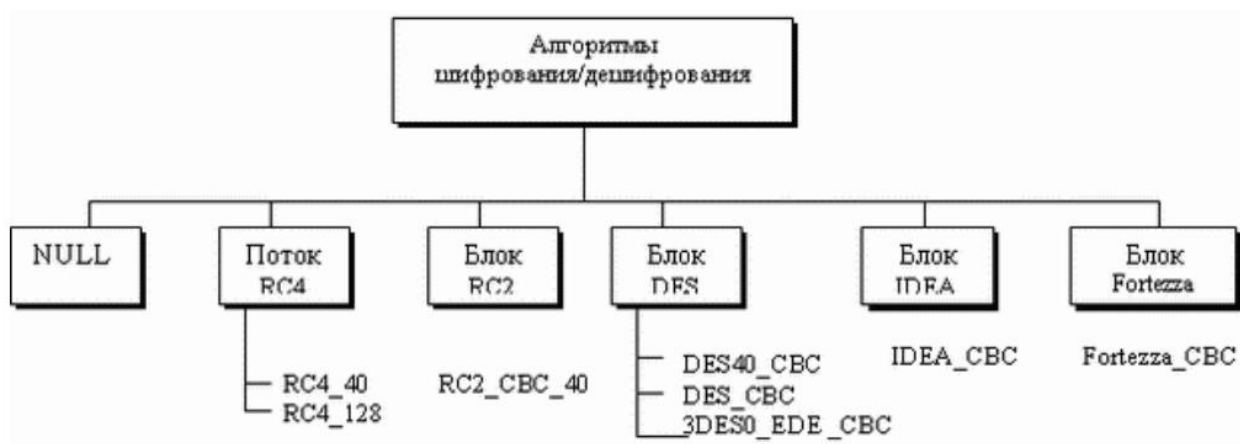 Алгоритмы
шифрования/дешифрования
NULL
Поток
RC4
Блок
RC2
Блок
DES
Блок
IDEA
Блок
Fortezza
RC4_40
RC4_128
RC2_CBC_40
DES40_CBC
DES_CBC
3DES0_EDE_CBC
IDEA_CBC
Fortezza_CBC